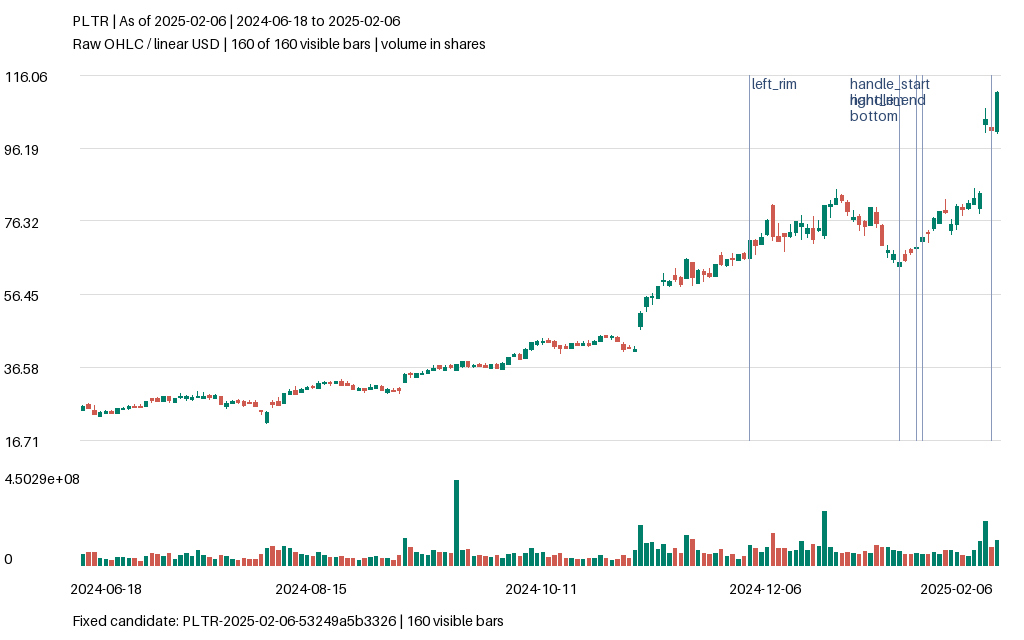 PLTR | As of 2025-02-06 | 2024-06-18 to 2025-02-06
Raw OHLC / linear USD | 160 of 160 visible bars | volume in shares
116.06
left_rim
handle_start
bottom
96.19
76.32
56.45
36.58
16.71
4.5029e+08
0
2024-06-18
2024-08-15
2024-10-11
2024-12-06
2025-02-06
Fixed candidate: PLTR-2025-02-06-53249a5b3326 | 160 visible bars